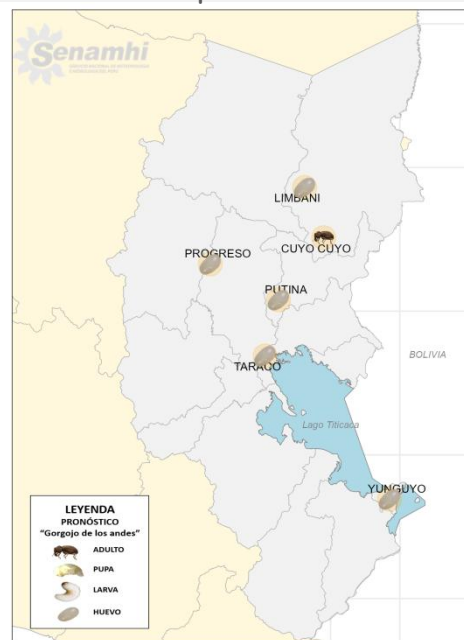 Senamhi
LIMBANI
CUYO CUYO
PROGRESO
PUTINA
TARACO
BOLIVIA
Lago Titicaca
YUNGUYO
LEYENDA
PRONÓSTICO
"Gorgojo de los andes"
ADULTO
PUPA
LARVA
HUEVO